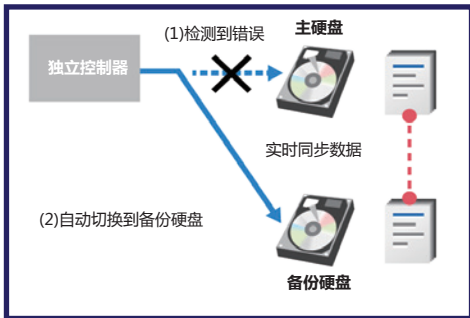 (1)检测到错误
主硬盘
独立控制器
实时同步数据
(2)自动切换到备份硬盘
备份硬盘